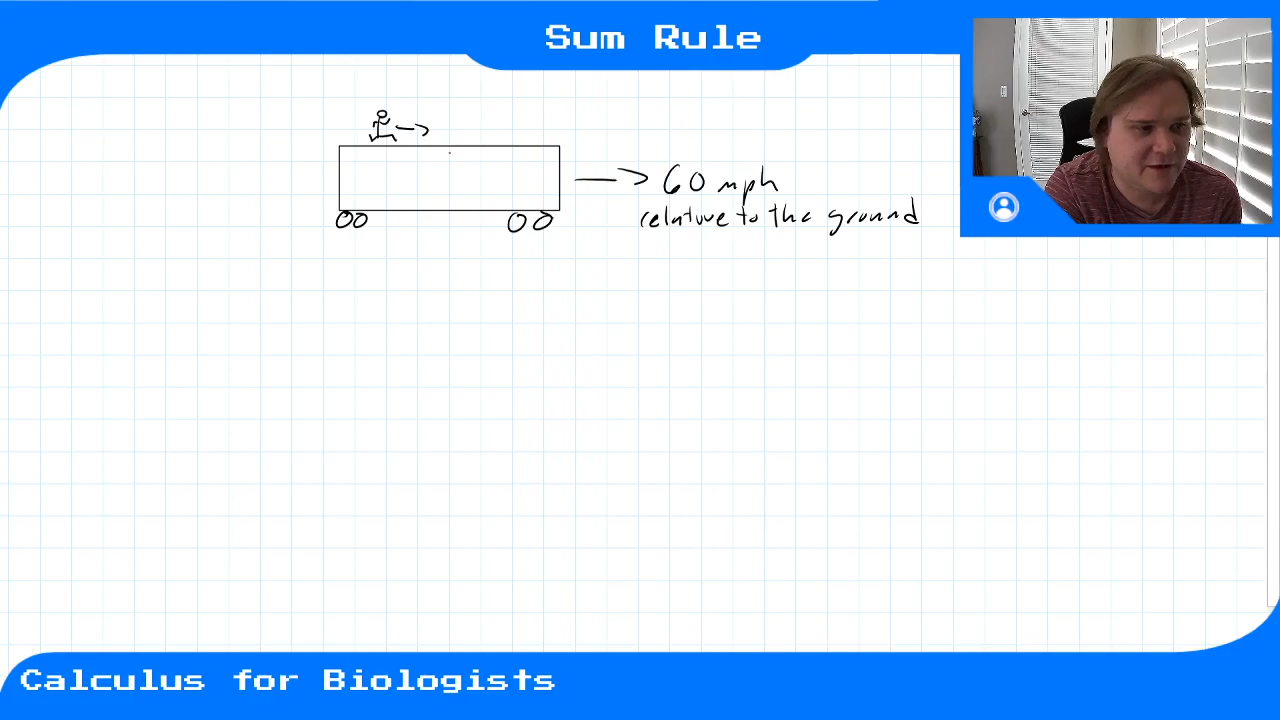 Sum Rule
60 mph
relative to the ground
Calculus for Biologists